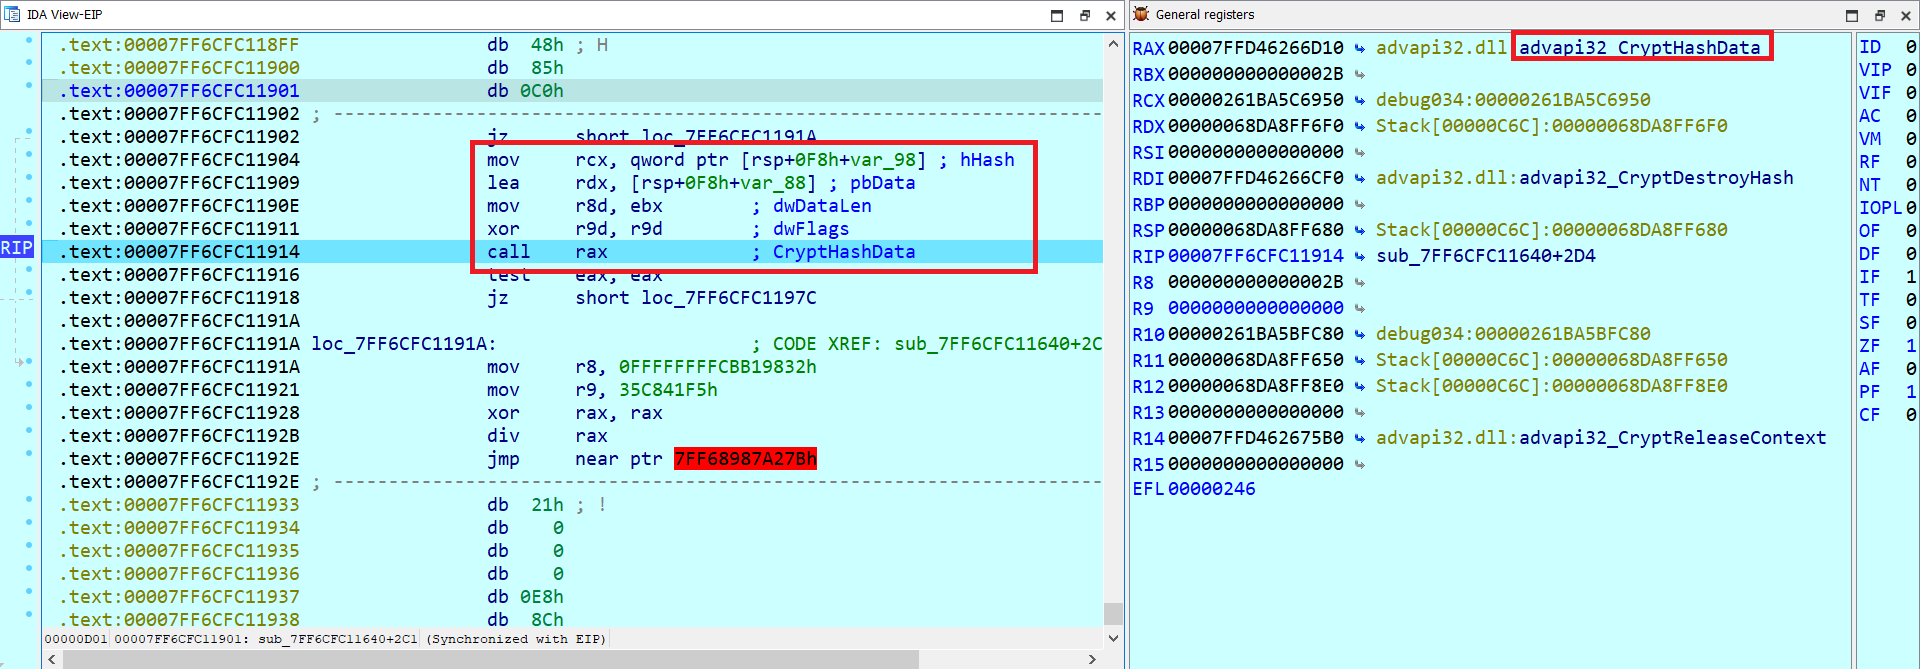 IDA View-EIP
.text:00007FF6CFC118FF db 48h ; H
.text:00007FF6CFC11900 db 85h
.text:00007FF6CFC11901 db 0C0h
.text:00007FF6CFC11902 ; ------------------------------------------------------------------------
.text:00007FF6CFC11902 jz short loc_7FF6CFC1191A
.text:00007FF6CFC11904 mov rcx, qword ptr [rsp+0F8h+var_98] ; hHash
.text:00007FF6CFC11909 lea rdx, [rsp+0F8h+var_88] ; pbData
.text:00007FF6CFC1190E mov r8d, ebx ; dwDataLen
.text:00007FF6CFC11911 xor r9d, r9d ; dwFlags
RIP .text:00007FF6CFC11914 call rax ; CryptHashData
.text:00007FF6CFC11916 test eax, eax
.text:00007FF6CFC11918 jz short loc_7FF6CFC1197C
.text:00007FF6CFC1191A
.text:00007FF6CFC1191A loc_7FF6CFC1191A: ; CODE XREF: sub_7FF6CFC11640+2C
.text:00007FF6CFC1191A mov r8, 0FFFFFFFFCBB19832h
.text:00007FF6CFC11921 mov r9, 35C841F5h
.text:00007FF6CFC11928 xor rax, rax
.text:00007FF6CFC1192B div rax
.text:00007FF6CFC1192E jmp near ptr 7FF68987A27Bh
.text:00007FF6CFC1192E ; ------------------------------------------------------------------------
.text:00007FF6CFC11933 db 21h ; !
.text:00007FF6CFC11934 db 0
.text:00007FF6CFC11935 db 0
.text:00007FF6CFC11936 db 0
.text:00007FF6CFC11937 db 0E8h
.text:00007FF6CFC11938 db 8Ch
00000D01 00007FF6CFC11901: sub_7FF6CFC11640+2C1 (Synchronized with EIP)
General registers
RAX 00007FFD46266D10 advapi32.dll:advapi32_CryptHashData
RBX 000000000000002B
RCX 00000261BA5C6950 debug034:00000261BA5C6950
RDX 00000068DA8FF6F0 Stack[00000C6C]:00000068DA8FF6F0
RSI 0000000000000000
RDI 00007FFD46266CF0 advapi32.dll:advapi32_CryptDestroyHash
RBP 0000000000000000
RSP 00000068DA8FF680 Stack[00000C6C]:00000068DA8FF680
RIP 00007FF6CFC11914 sub_7FF6CFC11640+2D4
R8 000000000000002B
R9 0000000000000000
R10 00000261BA5BFC80 debug034:00000261BA5BFC80
R11 00000068DA8FF650 Stack[00000C6C]:00000068DA8FF650
R12 00000068DA8FF8E0 Stack[00000C6C]:00000068DA8FF8E0
R13 0000000000000000
R14 00007FFD462675B0 advapi32.dll:advapi32_CryptReleaseContext
R15 0000000000000000
EFL 00000246
ID 0
VIP 0
VIF 0
AC 0
VM 0
RF 0
NT 0
IOPL 0
OF 0
DF 0
IF 1
TF 0
SF 0
ZF 1
AF 0
PF 1
CF 0